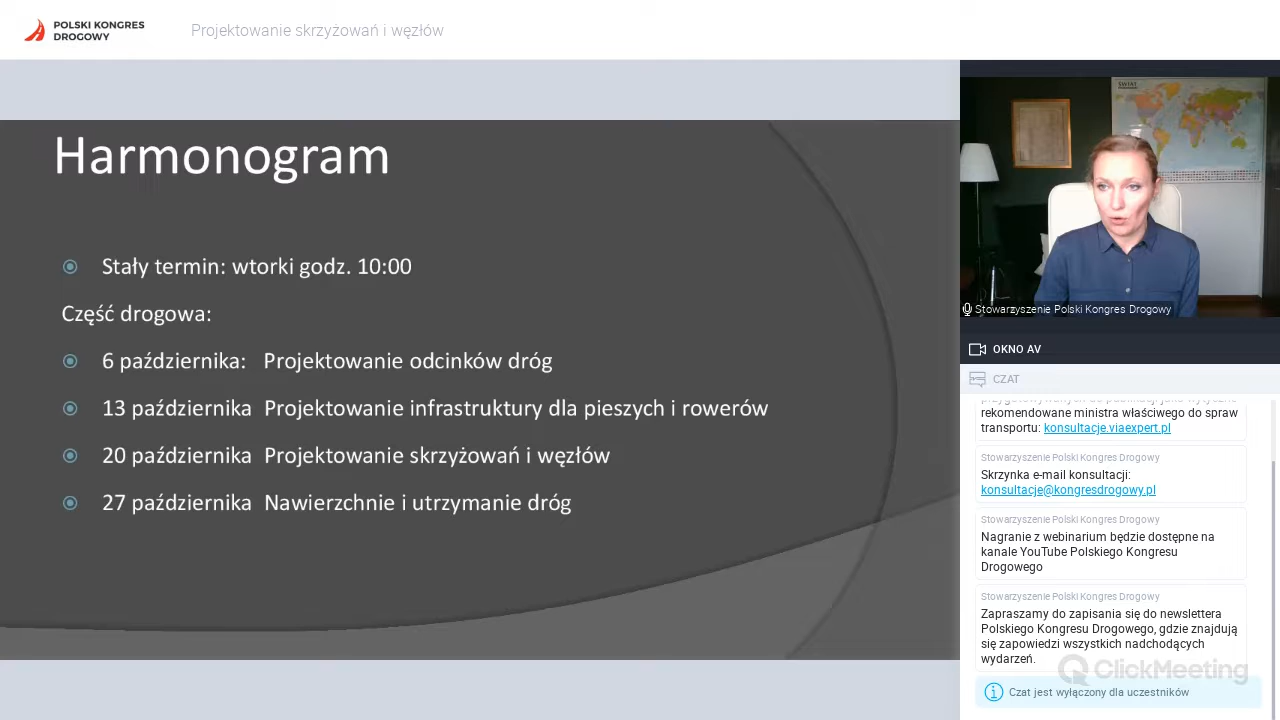 POLSKI KONGRES
DROGOWY
Projektowanie skrzyżowań i węzłów
Harmonogram
Stały termin: wtorki godz. 10:00
Część drogowa:
6 października: Projektowanie odcinków dróg
13 października Projektowanie infrastruktury dla pieszych i rowerów
20 października Projektowanie skrzyżowań i węzłów
27 października Nawierzchnie i utrzymanie dróg
ŚWIAT
Stowarzyszenie Polski Kongres Drogowy
OKNO AV
CZAT
rekomendowane ministra właściwego do spraw
transportu: konsultacje.viaexpert.pl
Stowarzyszenie Polski Kongres Drogowy
Skrzynka e-mail konsultacji:
konsultacje@kongresdrogowy.pl
Stowarzyszenie Polski Kongres Drogowy
Nagranie z webinarium będzie dostępne na
kanale YouTube Polskiego Kongresu
Drogowego
Stowarzyszenie Polski Kongres Drogowy
Zapraszamy do zapisania się do newslettera
Polskiego Kongresu Drogowego, gdzie znajdują
się zapowiedzi wszystkich nadchodzących
wydarzeń.
ClickMeeting
Czat jest wyłączony dla uczestników